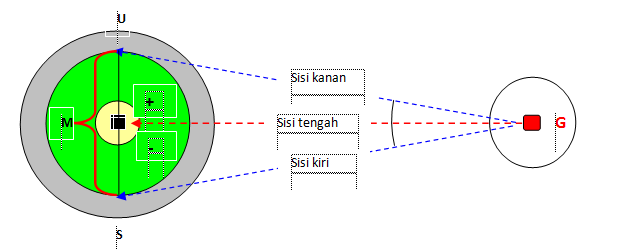 U
Sisi kanan
+
M
Sisi tengah
G
-
Sisi kiri
S